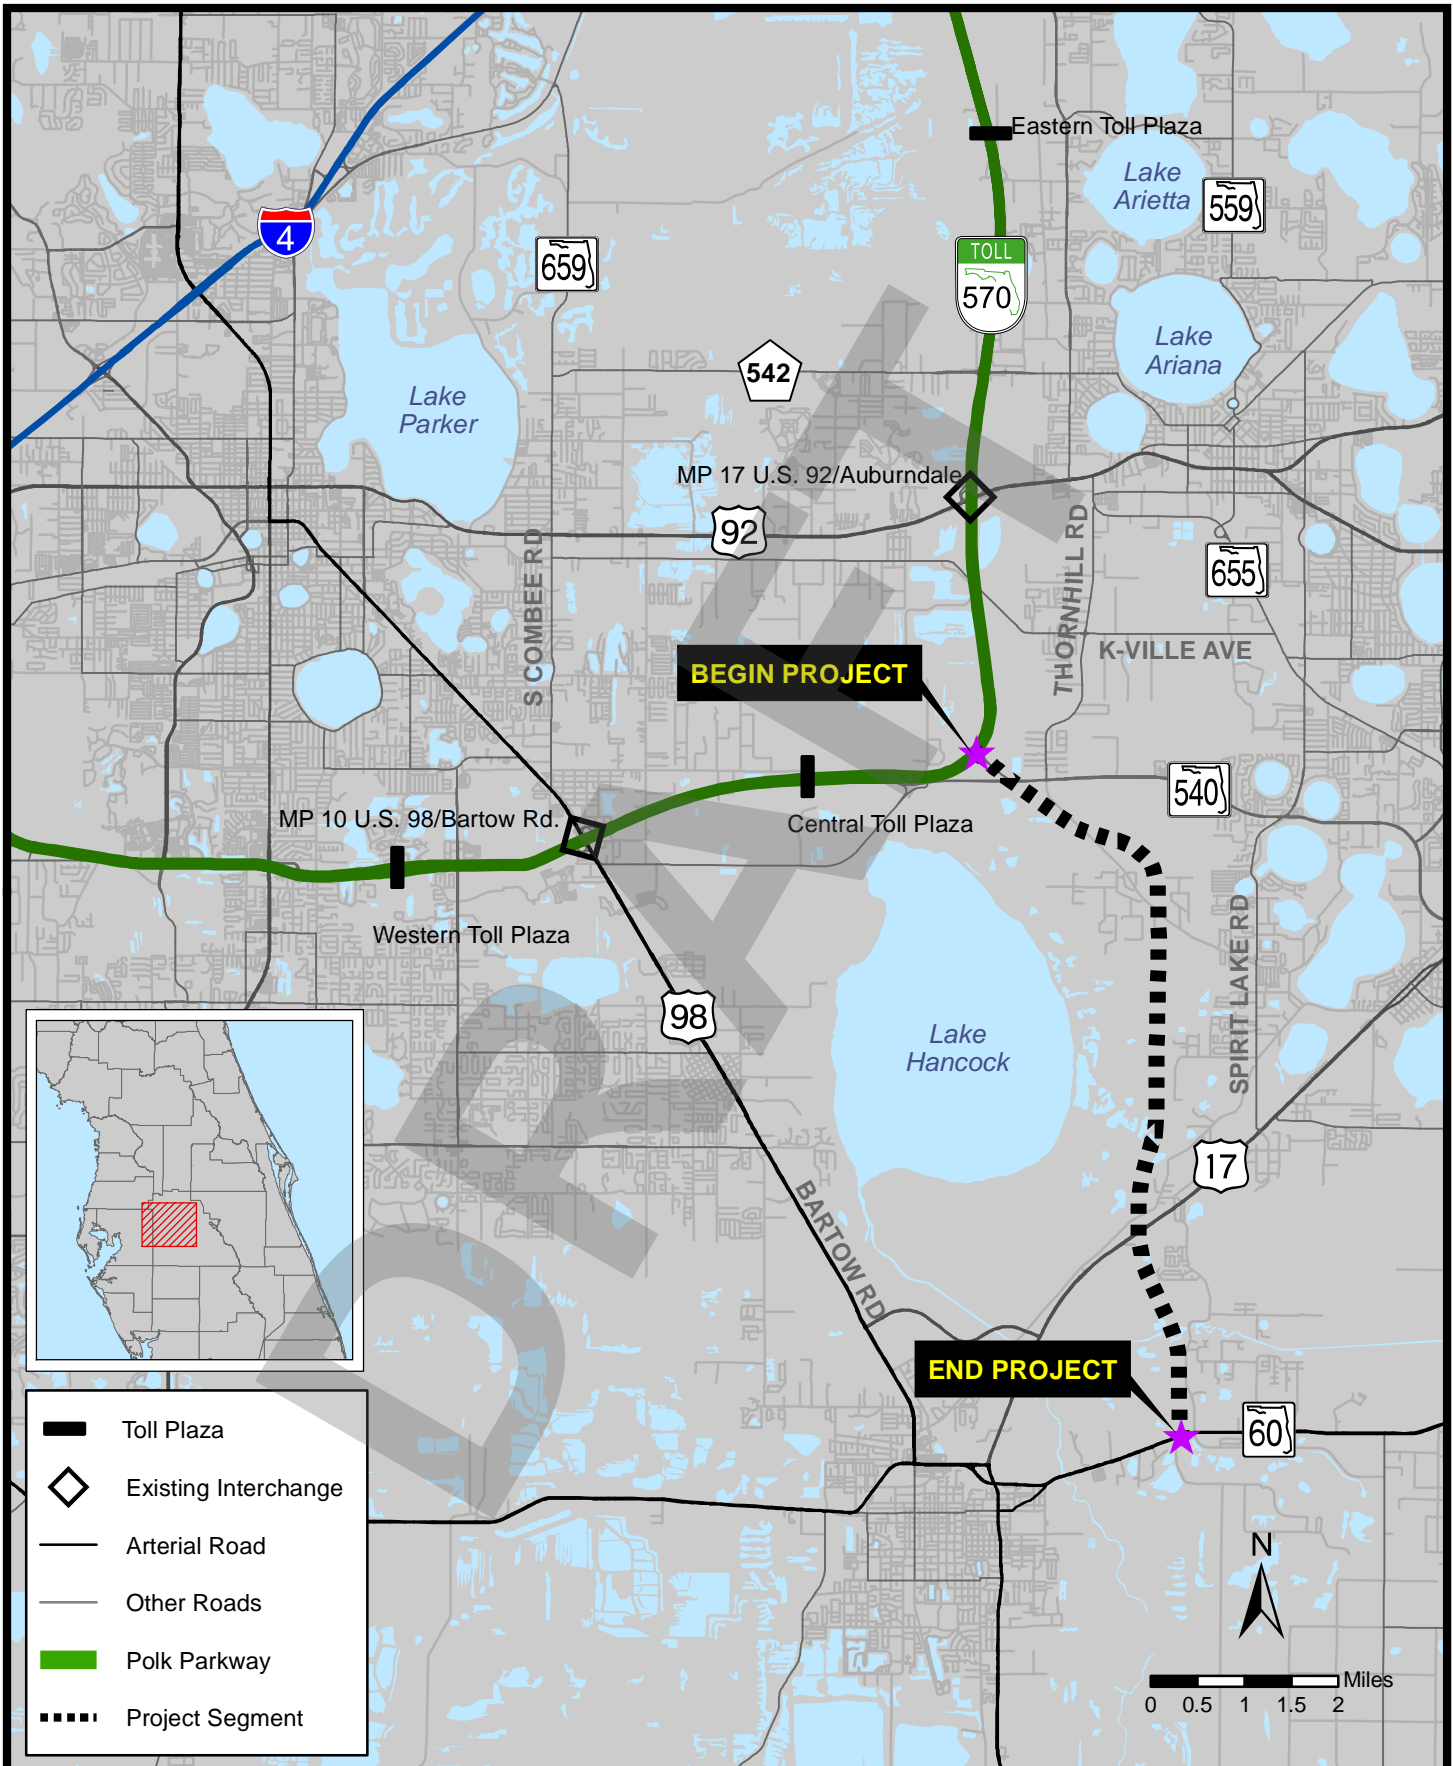 Eastern Toll Plaza
Lake
Arietta
559
4
659
TOLL
570
Lake
Ariana
542
Lake
Parker
MP 17 U.S. 92/Auburndale
92
S COMBEE RD
THORNHILL RD
655
K-VILLE AVE
BEGIN PROJECT
540
MP 10 U.S. 98/Bartow Rd.
Central Toll Plaza
Western Toll Plaza
SPIRIT LAKE RD
98
Lake
Hancock
17
BARTOW RD
END PROJECT
60
DRAFT
Toll Plaza
Existing Interchange
Arterial Road
Other Roads
Polk Parkway
Project Segment
N
Miles
0 0.5 1 1.5 2